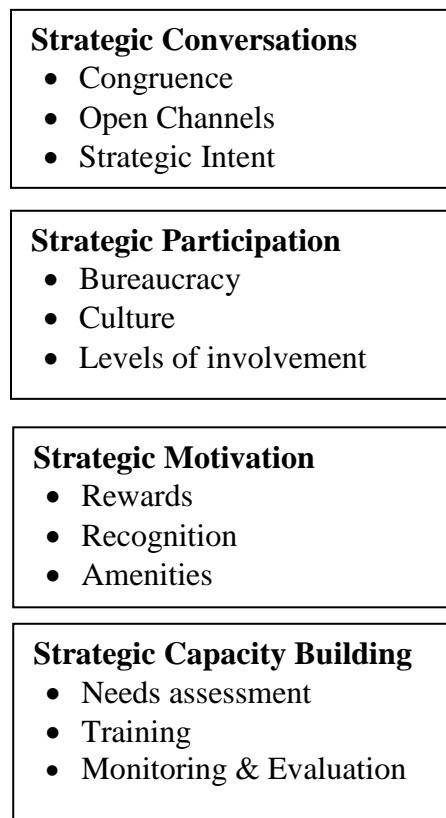 Strategic Conversations
• Congruence
• Open Channels
• Strategic Intent
Strategic Participation
• Bureaucracy
• Culture
• Levels of involvement
Strategic Motivation
• Rewards
• Recognition
• Amenities
Strategic Capacity Building
• Needs assessment
• Training
• Monitoring & Evaluation